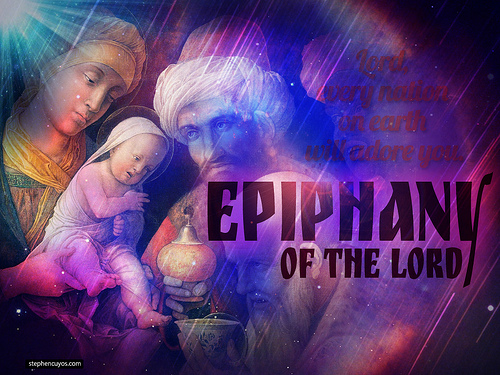 Lord,
every nation
on earth
will adore you.
EPIPHANY
OF THE LORD
stephencuyos.com